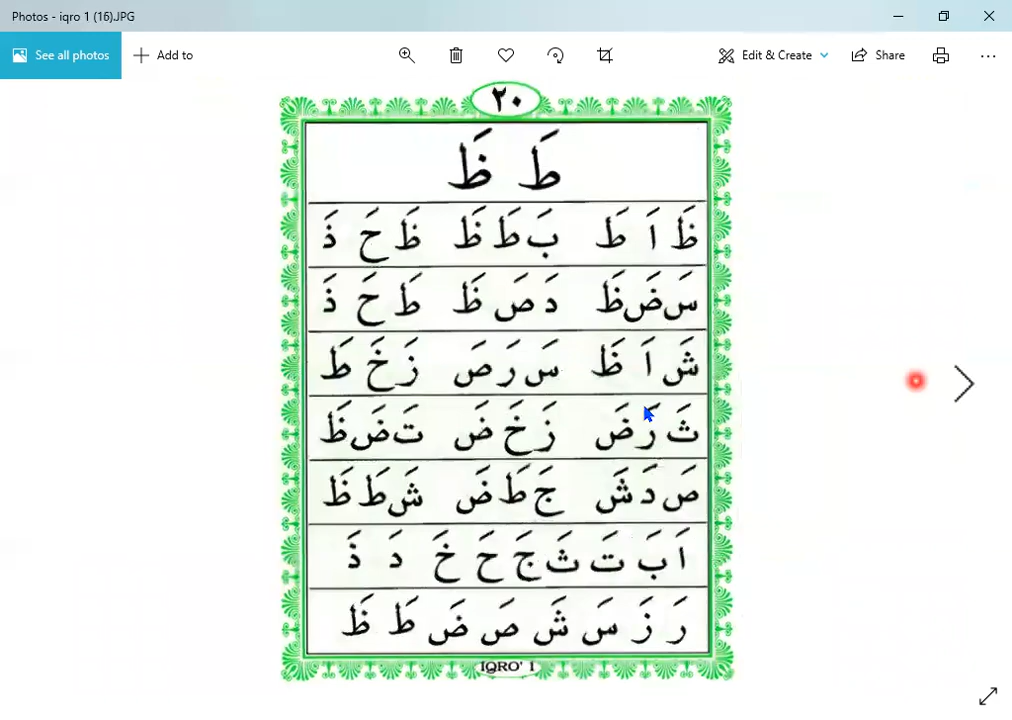 Photos - iqro 1 (16).JPG
See all photos
Add to
Edit & Create
Share
٢٠
طَ ظَ
ظَ اَ طَ بَ طَ ظَ ظَ حَ ذَ
سَ ضَ ظَ دَ صَ ظَ طَ حَ ذَ
شَ اَ ظَ سَ رَ صَ زَ خَ طَ
ثَ رَ ضَ زَ خَ ضَ تَ ضَ ظَ
صَ دَ شَ جَ طَ ضَ شَ طَ ظَ
اَ بَ تَ ثَ جَ حَ خَ دَ ذَ
رَ زَ سَ شَ صَ ضَ طَ ظَ
IQRO' 1